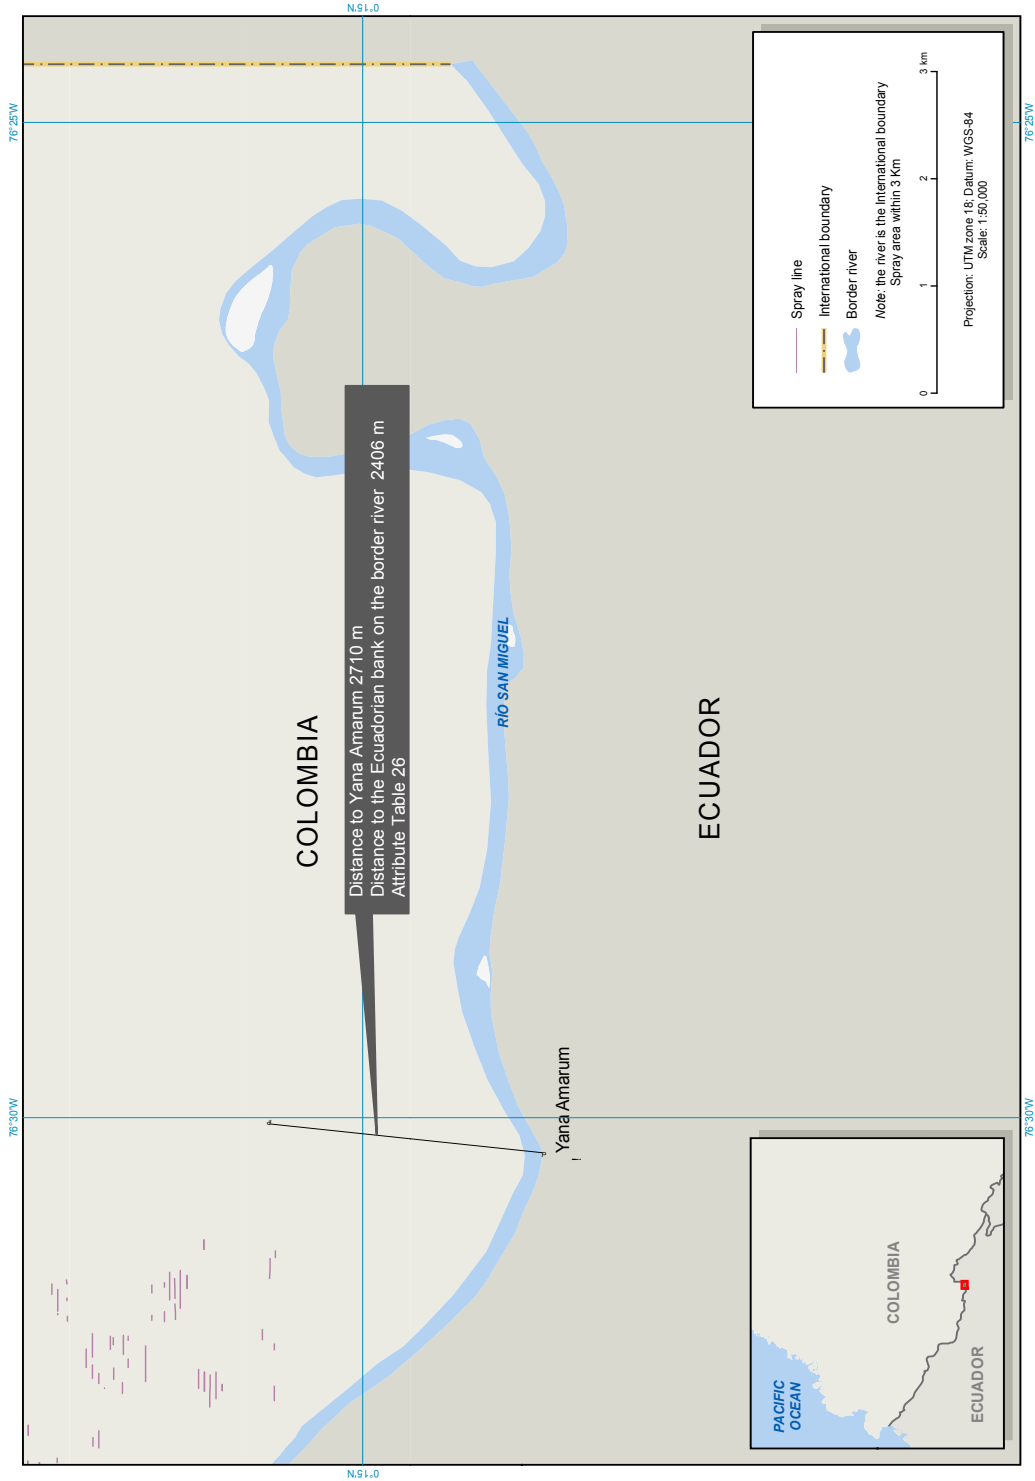 76°30'W
76°25'W
0°15'N
0°15'N
COLOMBIA
Distance to Yana Amarum 2710 m
Distance to the Ecuadorian bank on the border river 2406 m
Attribute Table 26
RÍO SAN MIGUEL
Yana Amarum
!
ECUADOR
PACIFIC
OCEAN
COLOMBIA
ECUADOR
Spray line
International boundary
Border river
Note: the river is the International boundary
Spray area within 3 Km
0 1 2 3 km
Projection: UTM zone 18; Datum: WGS-84
Scale: 1:50,000
76°30'W
76°25'W